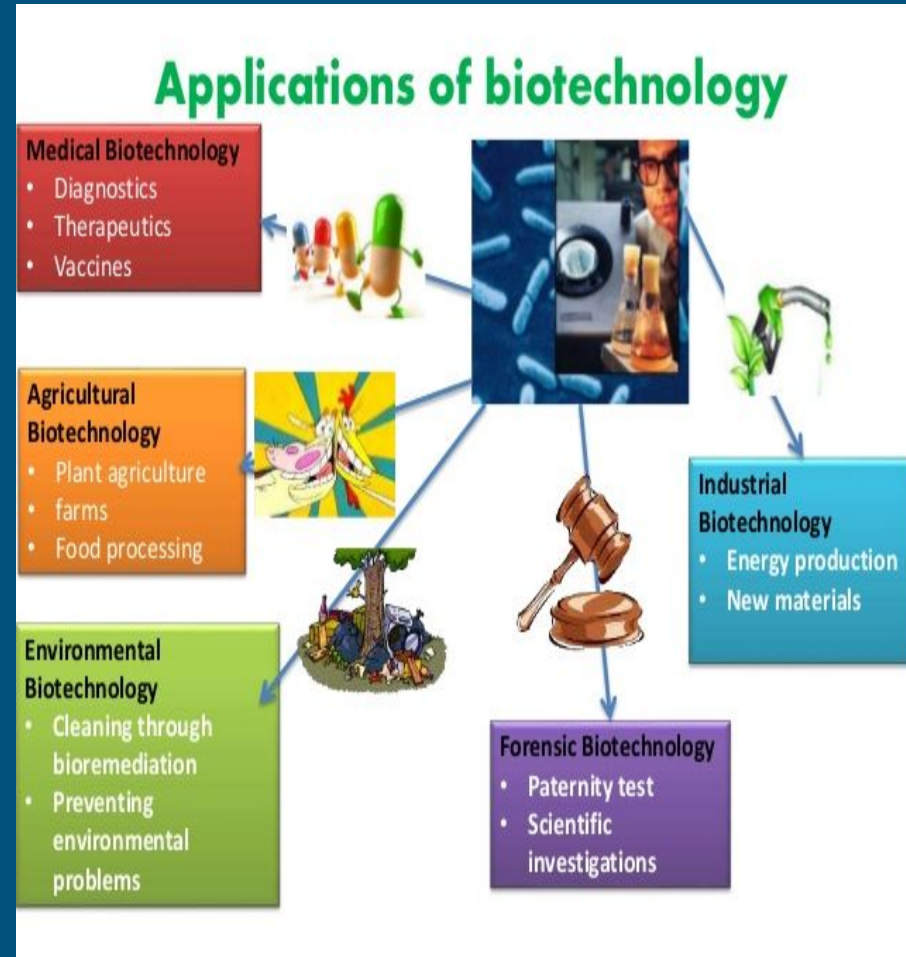 Applications of biotechnology
Medical Biotechnology
• Diagnostics
• Therapeutics
• Vaccines
Agricultural
Biotechnology
• Plant agriculture
• farms
• Food processing
Environmental
Biotechnology
• Cleaning through
bioremediation
• Preventing
environmental
problems
Forensic Biotechnology
• Paternity test
• Scientific
investigations
Industrial
Biotechnology
• Energy production
• New materials